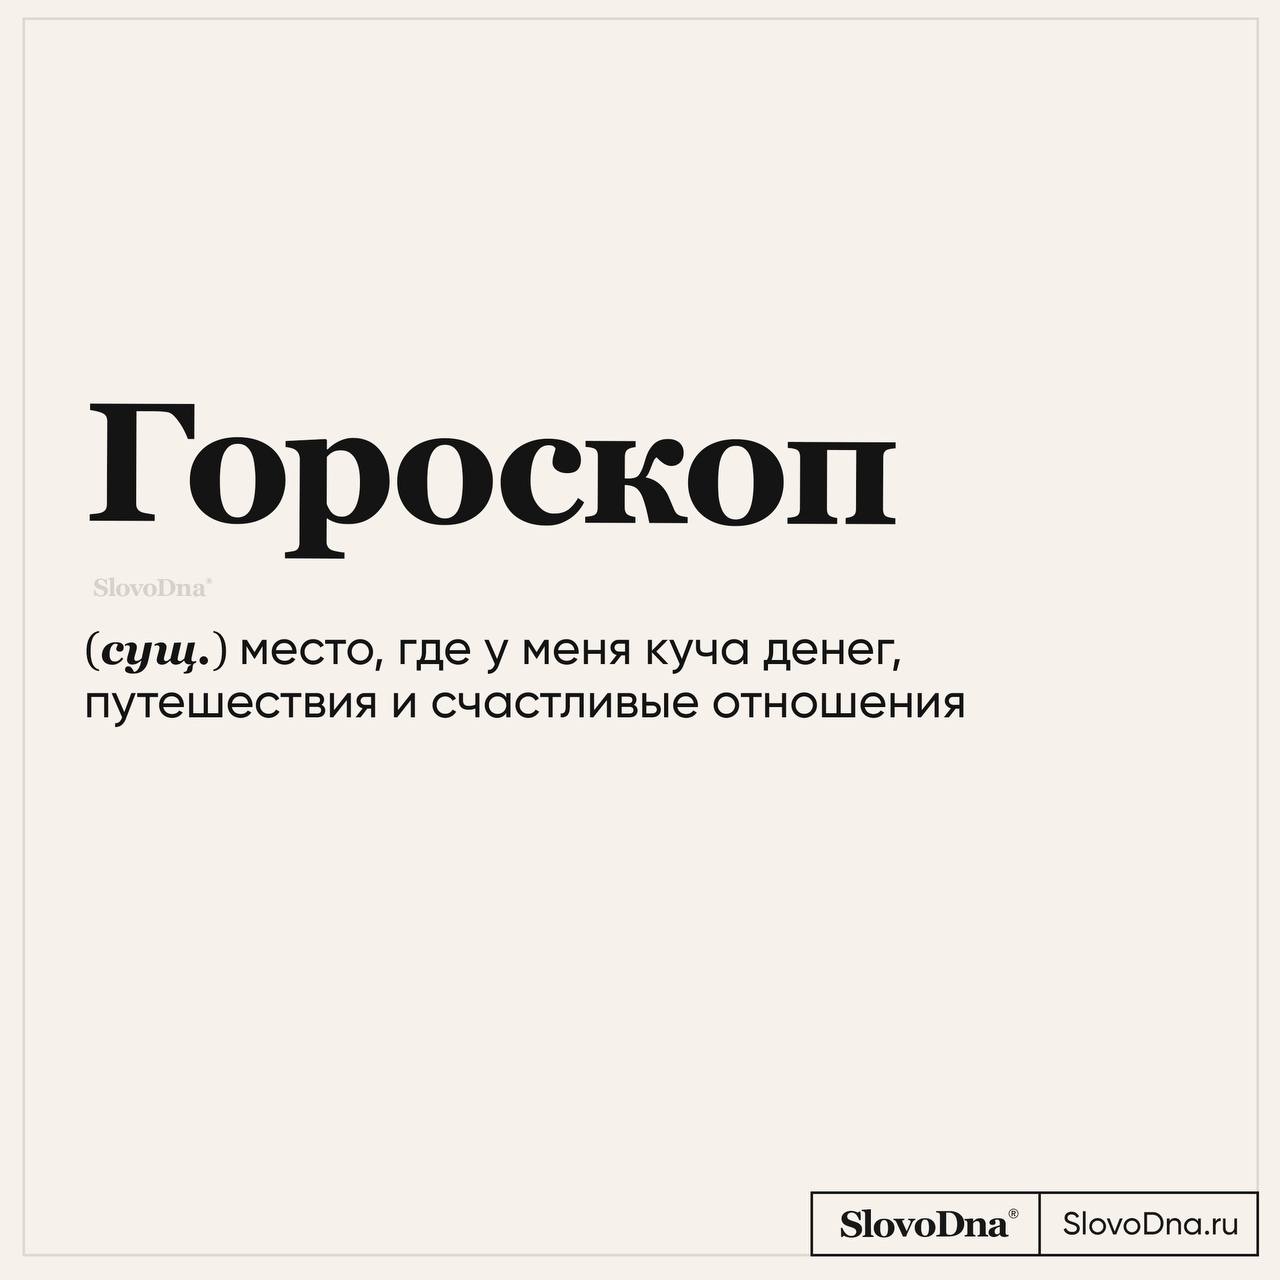 Гороскоп
SlovoDna®
(сущ.) место, где у меня куча денег,
путешествия и счастливые отношения
SlovoDna® SlovoDna.ru